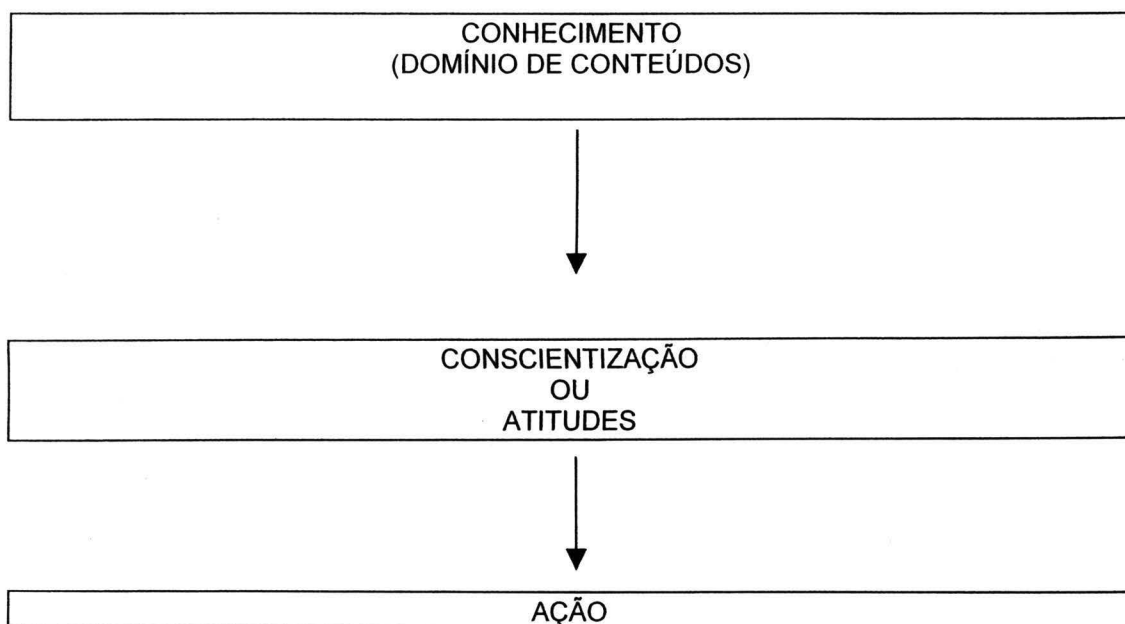 CONHECIMENTO
(DOMÍNIO DE CONTEÚDOS)
CONSCIENTIZAÇÃO
OU
ATITUDES
AÇÃO